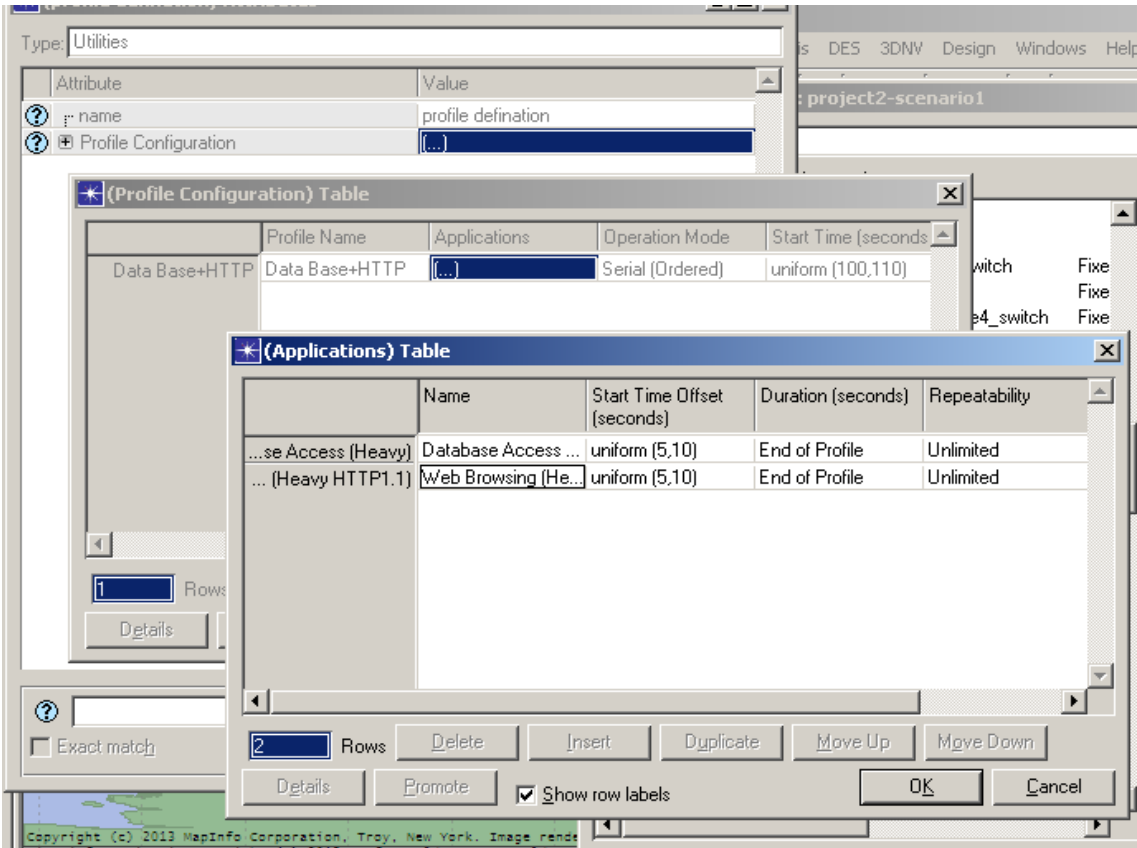 (profile defination) Attributes
Type: Utilities
is DES 3DNV Design Windows Help
Attribute Value
: project2-scenario1
name profile defination
Profile Configuration (...)
(Profile Configuration) Table
Profile Name Applications Operation Mode Start Time (seconds
Data Base+HTTP Data Base+HTTP (...) Serial (Ordered) uniform (100,110)
witch Fixe
Fixe
e4_switch Fixe
(Applications) Table
Name Start Time Offset (seconds) Duration (seconds) Repeatability
...se Access (Heavy) Database Access ... uniform (5,10) End of Profile Unlimited
... (Heavy HTTP1.1) Web Browsing (He... uniform (5,10) End of Profile Unlimited
1 Rows
Details
Exact match
2 Rows Delete Insert Duplicate Move Up Move Down
Details Promote Show row labels OK Cancel
Copyright (c) 2013 MapInfo Corporation, Troy, New York. Image rende